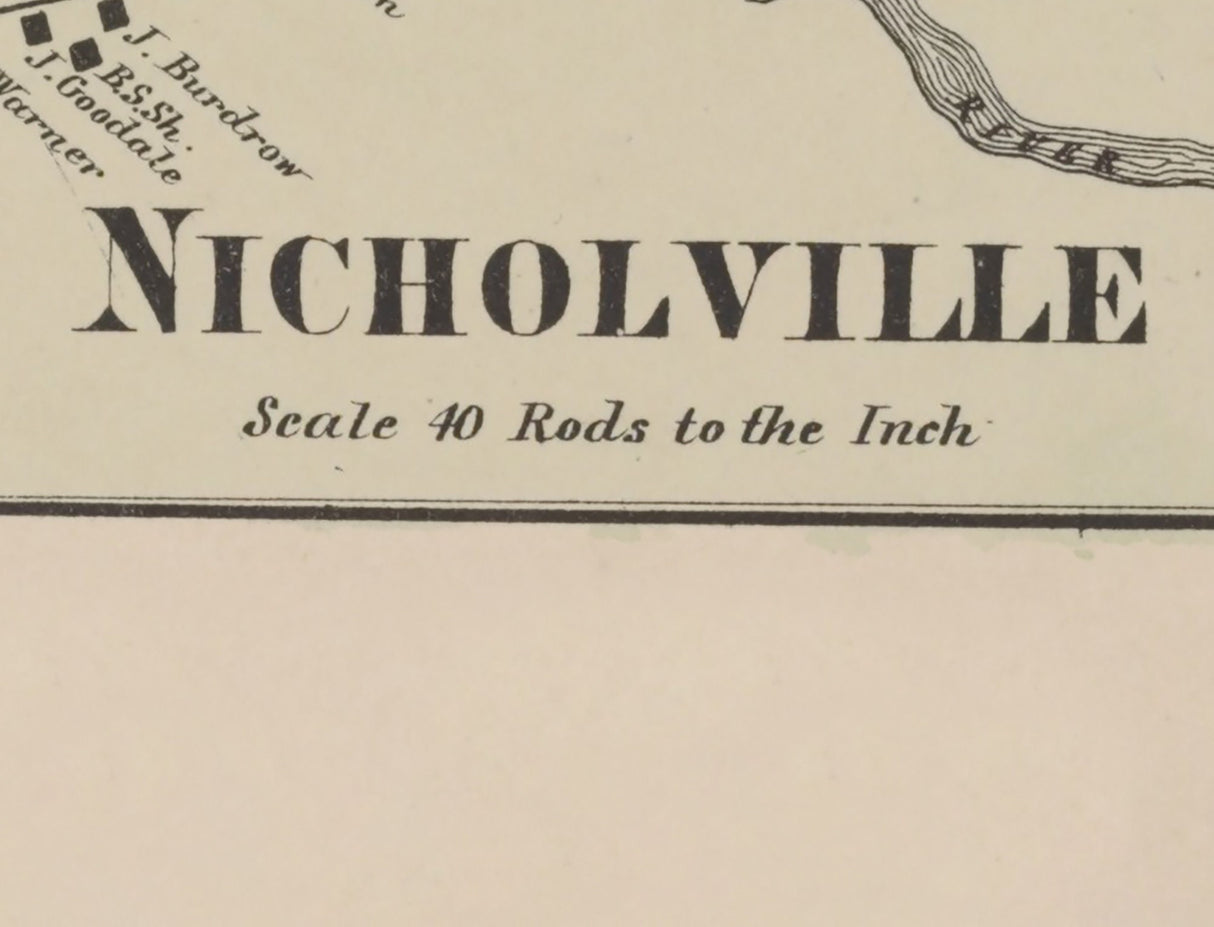 J. Burdrow
B.S.Sh.
J. Goodale
Warner
RIVER
NICHOLVILLE
Scale 40 Rods to the Inch